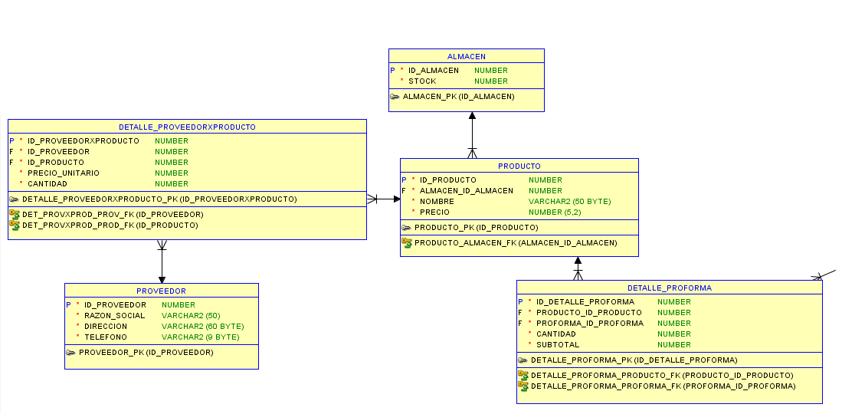 ALMACEN
P * ID_ALMACEN NUMBER
* STOCK NUMBER
ALMACEN_PK (ID_ALMACEN)
DETALLE_PROVEEDORXPRODUCTO
P * ID_PROVEEDORXPRODUCTO NUMBER
F * ID_PROVEEDOR NUMBER
F * ID_PRODUCTO NUMBER
* PRECIO_UNITARIO NUMBER
* CANTIDAD NUMBER
DETALLE_PROVEEDORXPRODUCTO_PK (ID_PROVEEDORXPRODUCTO)
DET_PROVXPROD_PROV_FK (ID_PROVEEDOR)
DET_PROVXPROD_PROD_FK (ID_PRODUCTO)
PRODUCTO
P * ID_PRODUCTO NUMBER
F * ALMACEN_ID_ALMACEN NUMBER
* NOMBRE VARCHAR2 (50 BYTE)
* PRECIO NUMBER (5,2)
PRODUCTO_PK (ID_PRODUCTO)
PRODUCTO_ALMACEN_FK (ALMACEN_ID_ALMACEN)
PROVEEDOR
P * ID_PROVEEDOR NUMBER
* RAZON_SOCIAL VARCHAR2 (50)
* DIRECCION VARCHAR2 (60 BYTE)
* TELEFONO VARCHAR2 (9 BYTE)
PROVEEDOR_PK (ID_PROVEEDOR)
DETALLE_PROFORMA
P * ID_DETALLE_PROFORMA NUMBER
F * PRODUCTO_ID_PRODUCTO NUMBER
F * PROFORMA_ID_PROFORMA NUMBER
* CANTIDAD NUMBER
* SUBTOTAL NUMBER
DETALLE_PROFORMA_PK (ID_DETALLE_PROFORMA)
DETALLE_PROFORMA_PRODUCTO_FK (PRODUCTO_ID_PRODUCTO)
DETALLE_PROFORMA_PROFORMA_FK (PROFORMA_ID_PROFORMA)